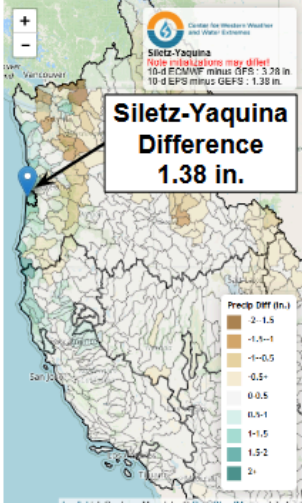 +
−
Center for Western Weather
and Water Extremes
Siletz-Yaquina
Note initializations may differ!
10-d ECMWF minus GFS : 3.28 in.
10-d EPS minus GEFS : 1.38 in.
Vancouver
Siletz-Yaquina
Difference
1.38 in.
Precip Diff (in.)
-2--1.5
-1.5--1
-1--0.5
-0.5+
0-0.5
0.5-1
1-1.5
1.5-2
2+
San Jo